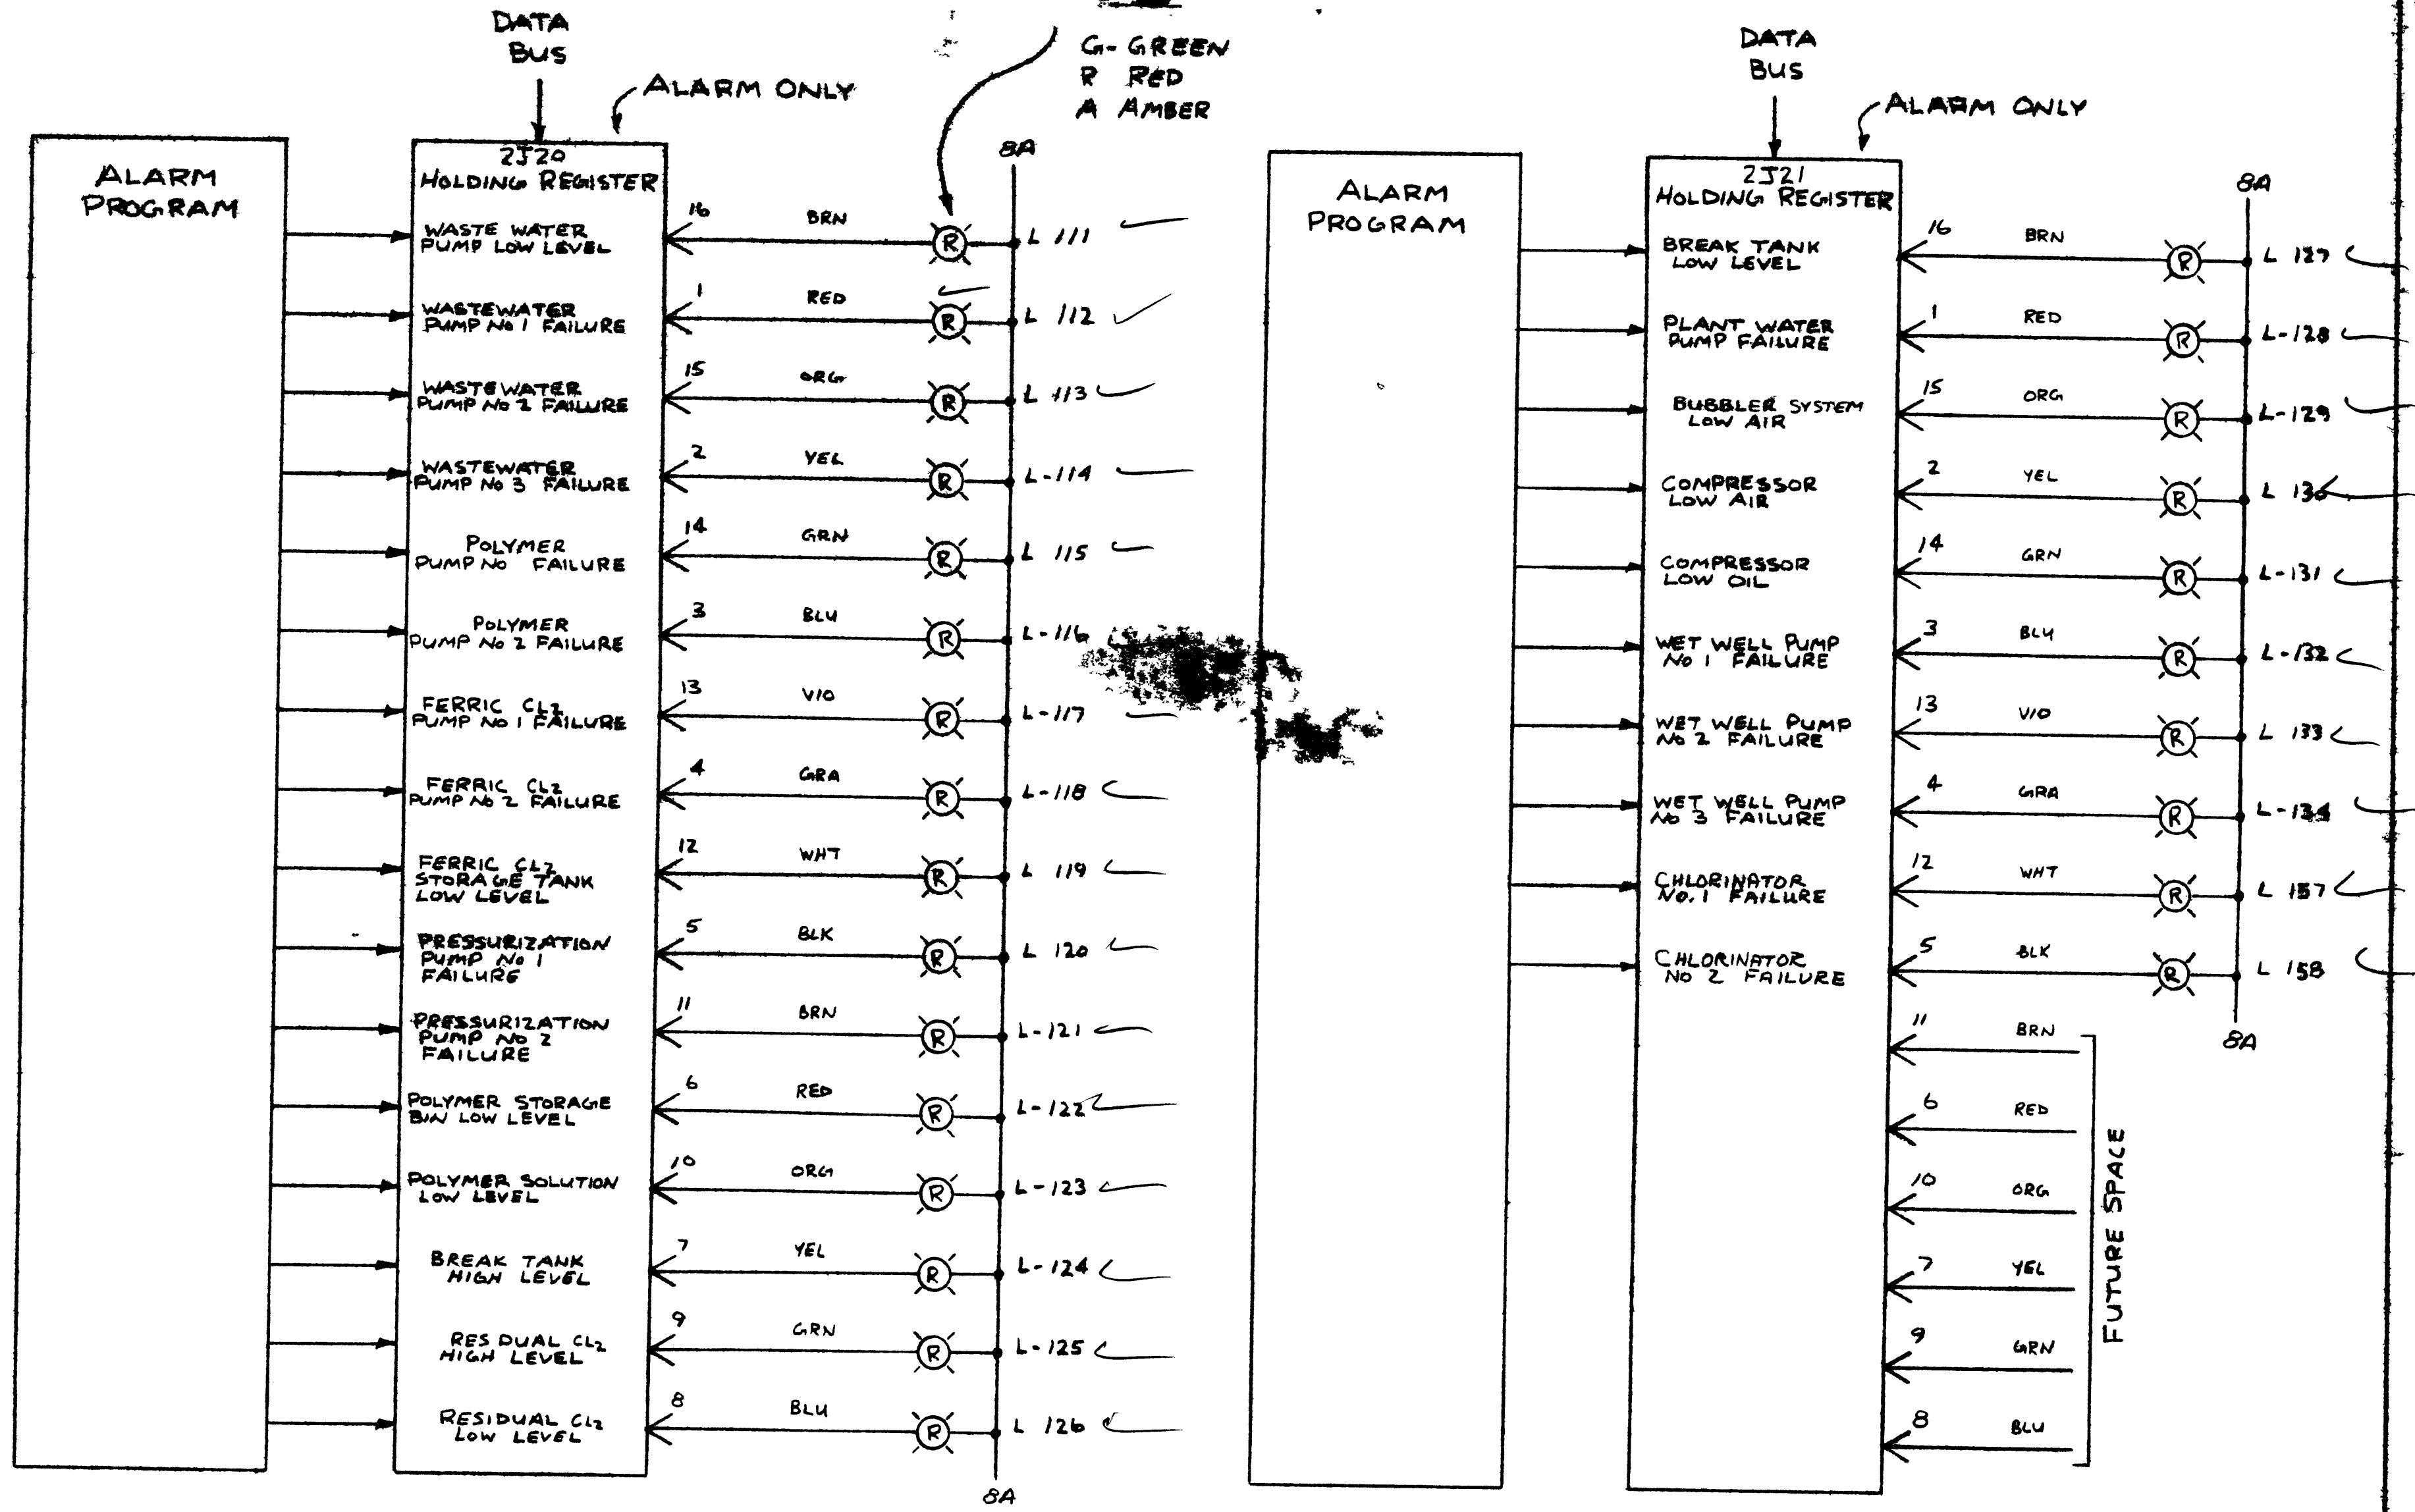 DATA
BUS
ALARM ONLY
G-GREEN
R RED
A AMBER
ALARM
PROGRAM
2J20
HOLDING REGISTER
8A
WASTE WATER
PUMP LOW LEVEL
16 BRN R L 111
WASTEWATER
PUMP No 1 FAILURE
1 RED R L 112
WASTEWATER
PUMP No 2 FAILURE
15 ORG R L 113
WASTEWATER
PUMP No 3 FAILURE
2 YEL R L-114
POLYMER
PUMP No FAILURE
14 GRN R L 115
POLYMER
PUMP No 2 FAILURE
3 BLU R L-116
FERRIC CL2
PUMP No 1 FAILURE
13 VIO R L-117
FERRIC CL2
PUMP No 2 FAILURE
4 GRA R L-118
FERRIC CL2
STORAGE TANK
LOW LEVEL
12 WHT R L 119
PRESSURIZATION
PUMP No 1
FAILURE
5 BLK R L 120
PRESSURIZATION
PUMP No 2
FAILURE
11 BRN R L-121
POLYMER STORAGE
BIN LOW LEVEL
6 RED R L-122
POLYMER SOLUTION
LOW LEVEL
10 ORG R L-123
BREAK TANK
HIGH LEVEL
7 YEL R L-124
RESIDUAL CL2
HIGH LEVEL
9 GRN R L-125
RESIDUAL CL2
LOW LEVEL
8 BLU R L 126
8A
DATA
BUS
ALARM ONLY
ALARM
PROGRAM
2J21
HOLDING REGISTER
8A
BREAK TANK
LOW LEVEL
16 BRN R L 127
PLANT WATER
PUMP FAILURE
1 RED R L-128
BUBBLER SYSTEM
LOW AIR
15 ORG R L-129
COMPRESSOR
LOW AIR
2 YEL R L 130
COMPRESSOR
LOW OIL
14 GRN R L-131
WET WELL PUMP
No 1 FAILURE
3 BLU R L-132
WET WELL PUMP
No 2 FAILURE
13 VIO R L 133
WET WELL PUMP
No 3 FAILURE
4 GRA R L-134
CHLORINATOR
No. 1 FAILURE
12 WHT R L 157
CHLORINATOR
No 2 FAILURE
5 BLK R L 158
8A
11 BRN
6 RED
10 ORG
7 YEL
9 GRN
8 BLU
FUTURE SPACE